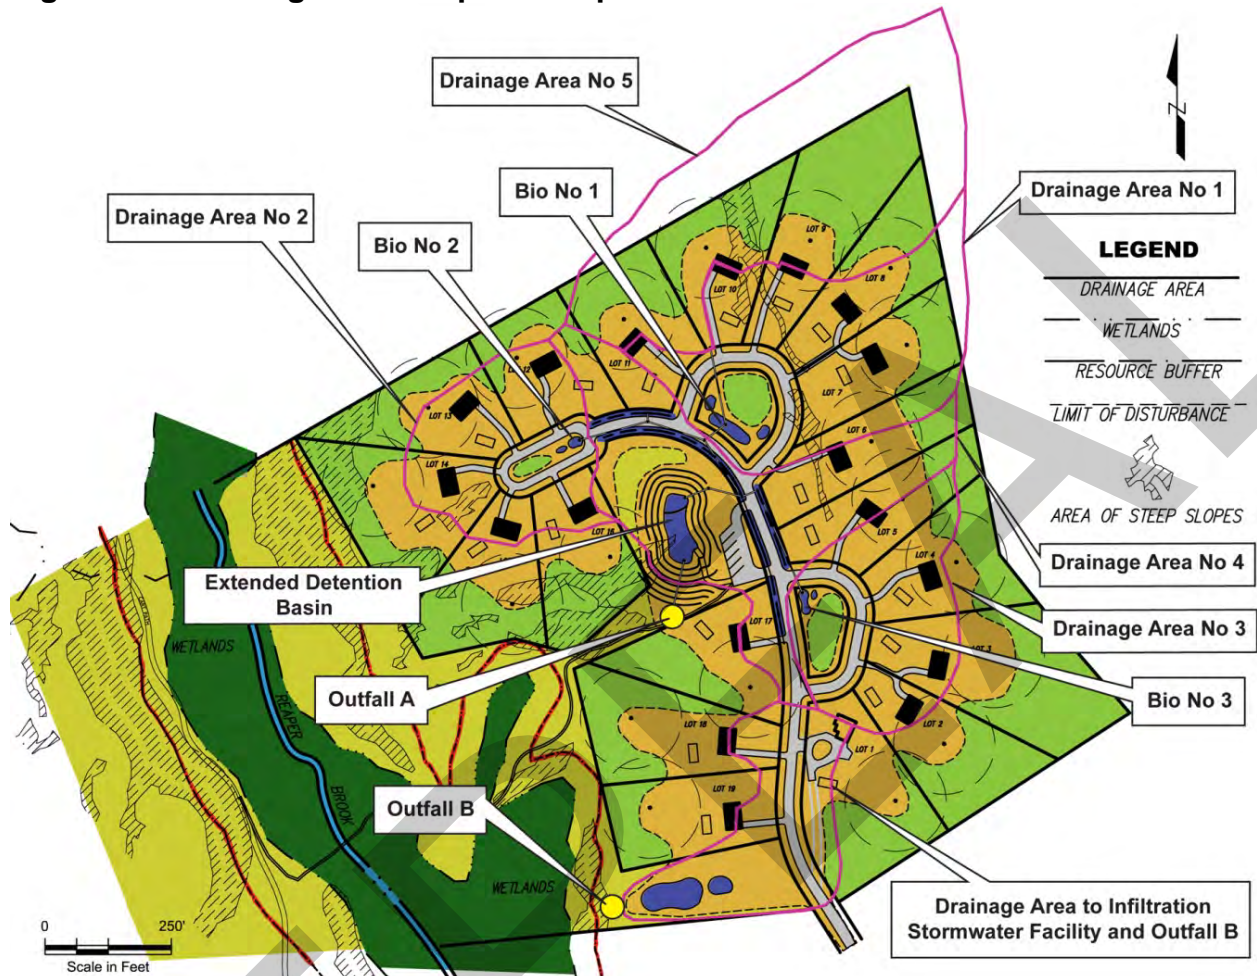 Drainage Area No 5
N
Drainage Area No 2
Bio No 1
Drainage Area No 1
Bio No 2
LEGEND
DRAINAGE AREA
WETLANDS
RESOURCE BUFFER
LIMIT OF DISTURBANCE
AREA OF STEEP SLOPES
LOT 9
LOT 10
LOT 8
LOT 11
LOT 12
LOT 7
LOT 13
LOT 6
LOT 14
LOT 5
LOT 16
LOT 4
Extended Detention
Basin
Drainage Area No 4
LOT 17
Drainage Area No 3
WETLANDS
LOT 3
Outfall A
Bio No 3
REAPER
BROOK
LOT 18
LOT 2
LOT 1
LOT 19
Outfall B
WETLANDS
Drainage Area to Infiltration
Stormwater Facility and Outfall B
0 250'
Scale in Feet